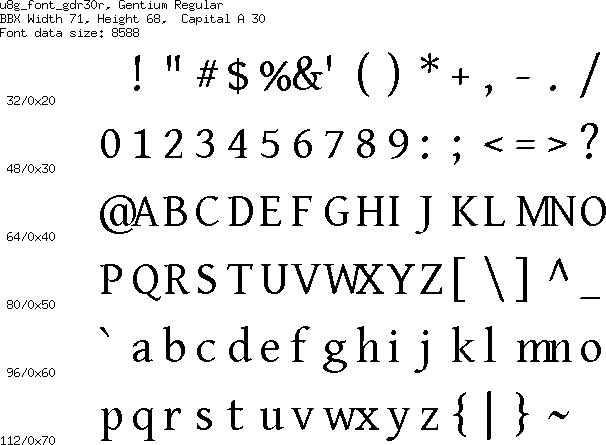 u8g_font_gdr30r, Gentium Regular
BBX Width 71, Height 68,  Capital A 30
Font data size: 8588
32/0x20 ! " # $ % & ' ( ) * + , - . /
48/0x30 0 1 2 3 4 5 6 7 8 9 : ; < = > ?
64/0x40 @ A B C D E F G H I J K L M N O
80/0x50 P Q R S T U V W X Y Z [ \ ] ^ _
96/0x60 ` a b c d e f g h i j k l m n o
112/0x70 p q r s t u v w x y z { | } ~